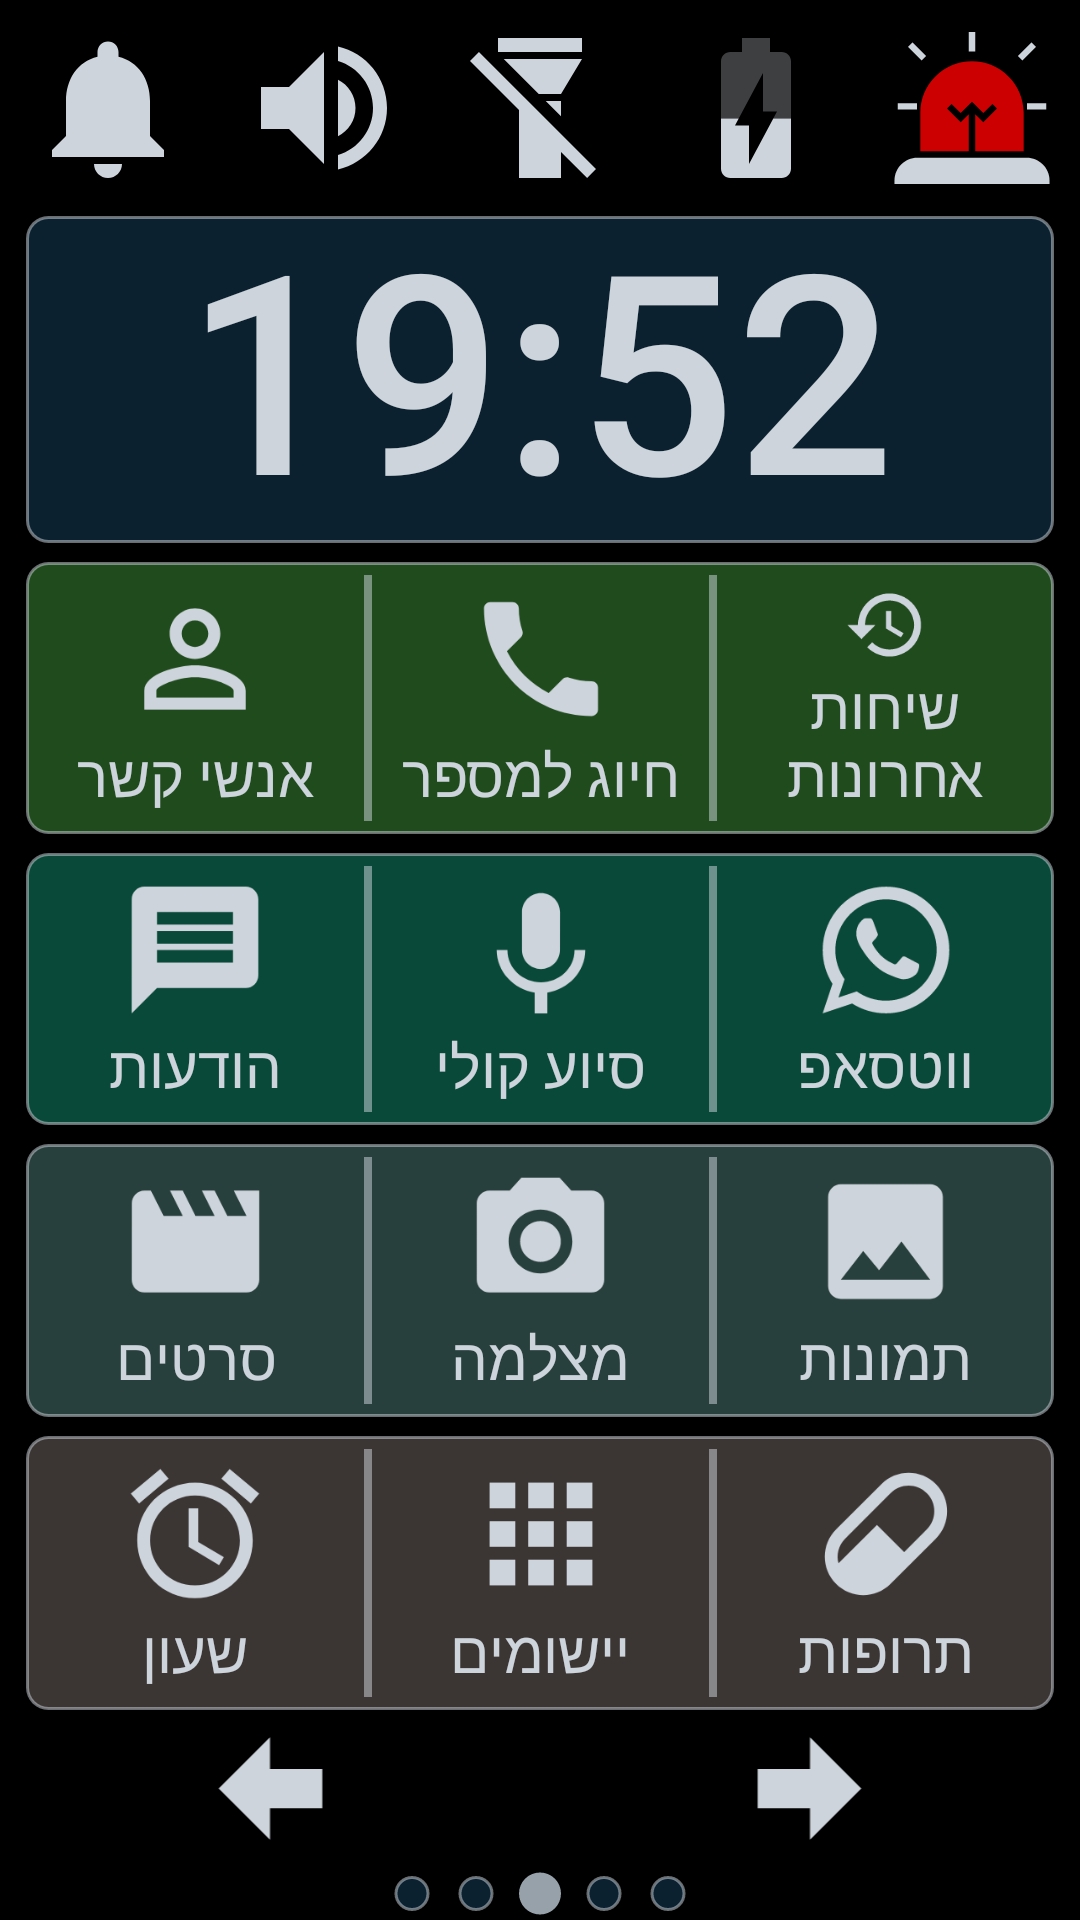 19:52
שיחות
אחרונות
חיוג למספר
אנשי קשר
ווטסאפ
סיוע קולי
הודעות
תמונות
מצלמה
סרטים
תרופות
יישומים
שעון